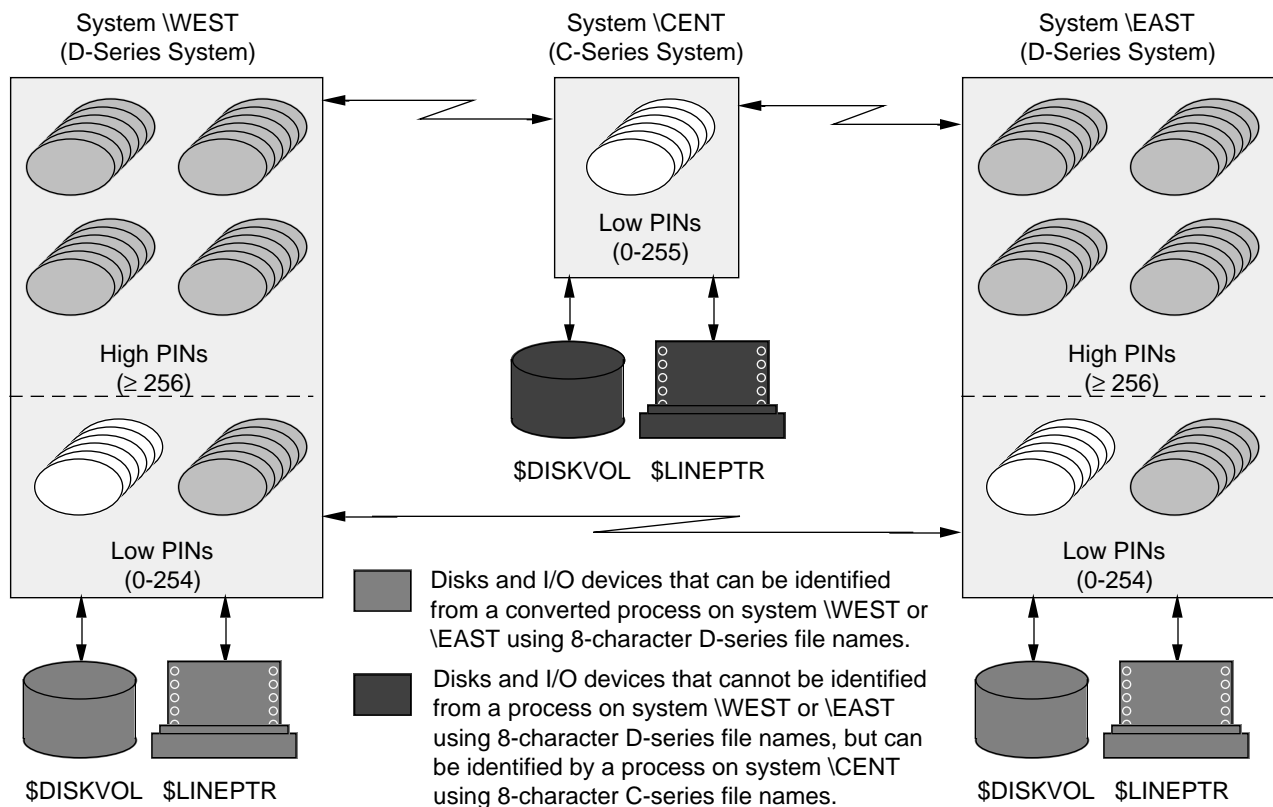 System \WEST
(D-Series System)
System \CENT
(C-Series System)
System \EAST
(D-Series System)
High PINs
(≥ 256)
Low PINs
(0-254)
Low PINs
(0-255)
High PINs
(≥ 256)
Low PINs
(0-254)
$DISKVOL
$LINEPTR
$DISKVOL
$LINEPTR
$DISKVOL
$LINEPTR
Disks and I/O devices that can be identified
from a converted process on system \WEST or
\EAST using 8-character D-series file names.
Disks and I/O devices that cannot be identified
from a process on system \WEST or \EAST
using 8-character D-series file names, but can
be identified by a process on system \CENT
using 8-character C-series file names.